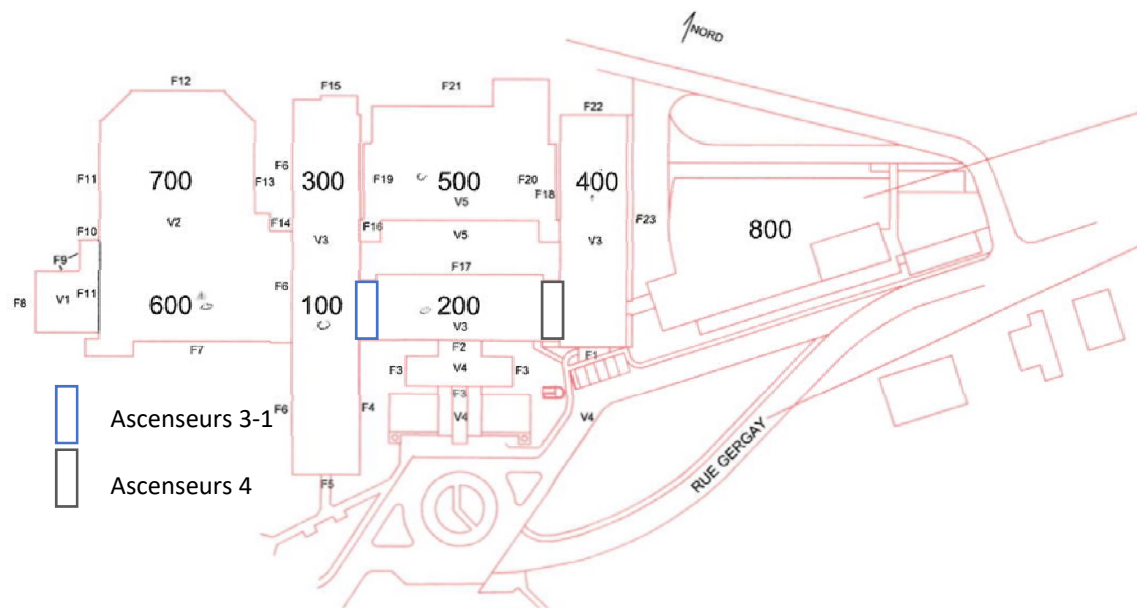 NORD
F12
F15
F21
F22
F6
F11
700
F13
300
F19
500
F20
F18
400
V5
F14
F23
V2
F16
800
F10
V3
V5
V3
F9
F17
F8
V1
F11
600
F6
100
200
V3
F7
F2
F1
F3
V4
F3
F3
F6
F4
V4
V4
Ascenseurs 3-1
Ascenseurs 4
F5
RUE GERGAY